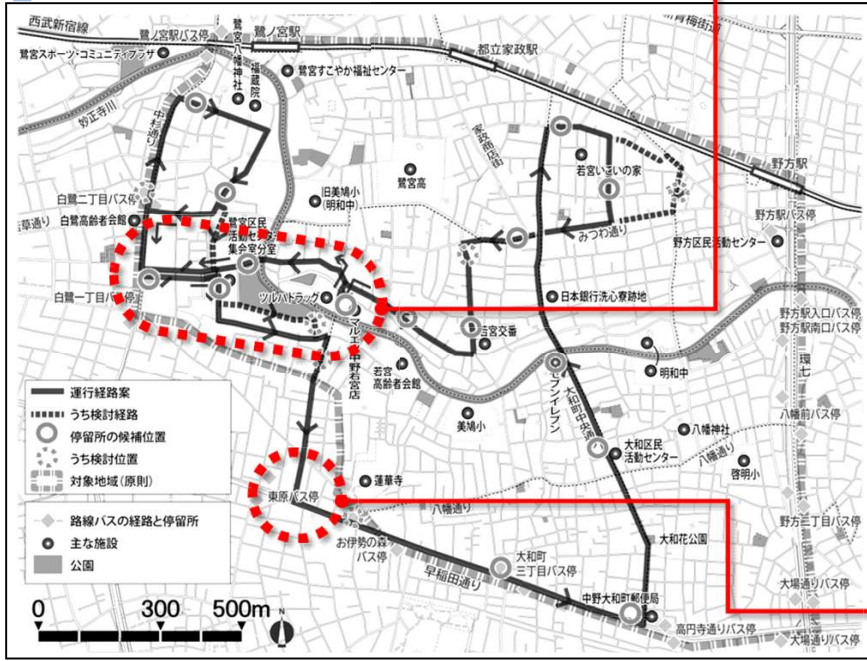 西武新宿線
鷺ノ宮駅バス停
鷺ノ宮駅
都立家政駅
青梅街道
鷺宮スポーツ・コミュニティプラザ
鷺宮八幡神社
福蔵院
鷺宮すこやか福祉センター
妙正寺川
中杉通り
家政商店街
若宮いこいの家
野方駅
鷺宮高
旧美鳩小
(明和中)
白鷺二丁目バス停
白鷺高齢者会館
鷺宮区民
活動センター
集会室分室
みつわ通り
野方区民活動センター
野方駅バス停
白鷺一丁目バス停
ツルハドラッグ
マルエツ中野若宮店
日本銀行洗心寮跡地
野方駅入口バス停
野方駅南口バス停
若宮交番
若宮
高齢者会館
セブンイレブン
明和中
環七
運行経路案
うち検討経路
停留所の候補位置
うち検討位置
対象地域(原則)
美鳩小
大和町中央通り
八幡前バス停
八幡神社
大和区民
活動センター
八幡通り
啓明小
蓮華寺
東原バス停
八幡通り
路線バスの経路と停留所
主な施設
公園
お伊勢の森
バス停
野方二丁目バス停
大和花公園
早稲田通り
大和町
三丁目バス停
大場通りバス停
中野大和町郵便局
高円寺通りバス停
大場通りバス停
0 300 500m
N